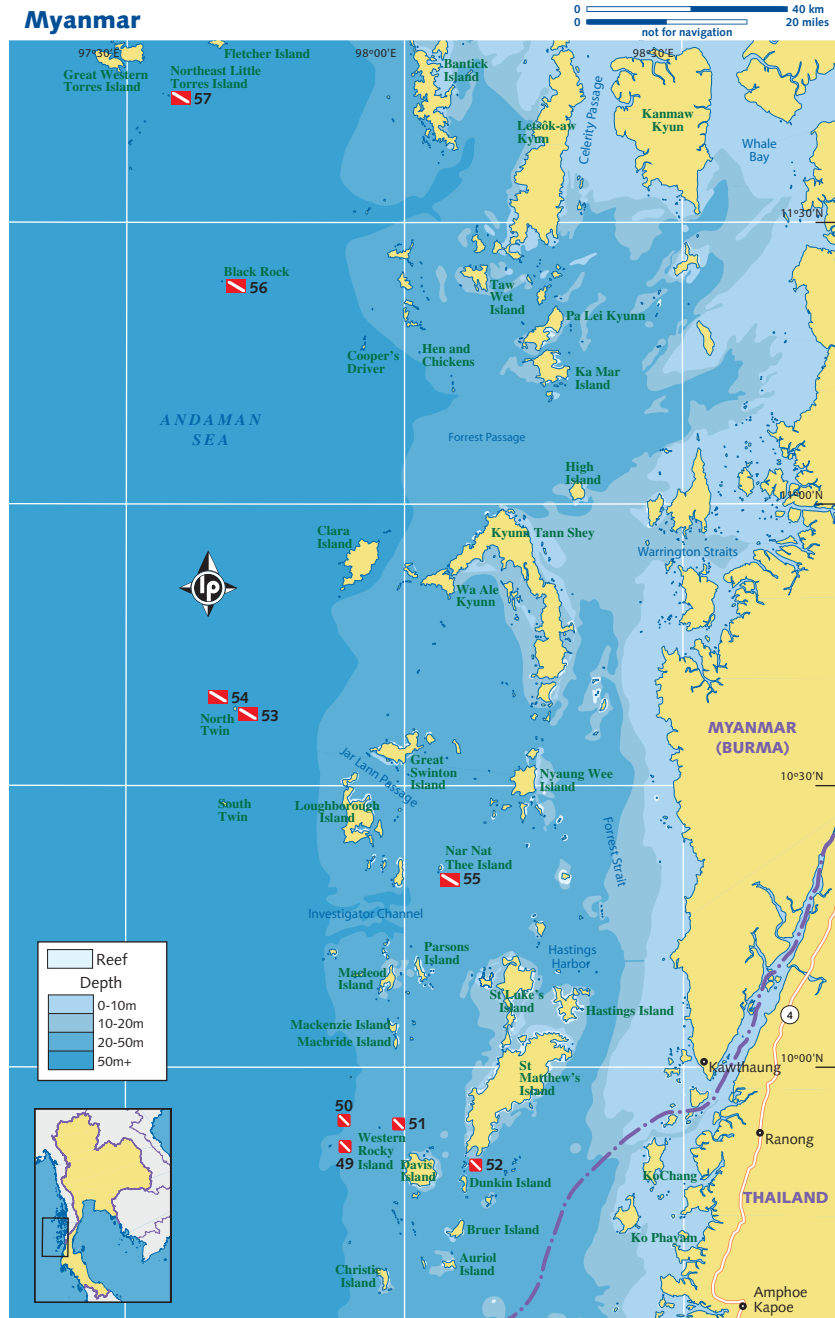 Myanmar
0 40 km
0 20 miles
not for navigation
97°30'E
98°00'E
98°30'E
Fletcher Island
Great Western
Torres Island
Northeast Little
Torres Island
57
Bantick
Island
Letsôk-aw
Kyun
Celerity Passage
Kanmaw
Kyun
Whale
Bay
11°30'N
Black Rock
56
Taw
Wet
Island
Pa Lei Kyunn
Cooper's
Driver
Hen and
Chickens
Ka Mar
Island
ANDAMAN
SEA
Forrest Passage
High
Island
11°00'N
Clara
Island
Kyunn Tann Shey
Warrington Straits
lp
Wa Ale
Kyunn
54
53
North
Twin
MYANMAR
(BURMA)
Jar Lann Passage
Great
Swinton
Island
Nyaung Wee
Island
10°30'N
South
Twin
Loughborough
Island
Forrest Strait
Nar Nat
Thee Island
55
Investigator Channel
Parsons
Island
Hastings
Harbor
Macleod
Island
St Luke's
Island
Hastings Island
Reef
Depth
0-10m
10-20m
20-50m
50m+
4
Mackenzie Island
Macbride Island
St
Matthew's
Island
10°00'N
Kawthaung
50
51
Ranong
49
Western
Rocky
Island
Davis
Island
52
Dunkin Island
KoChang
THAILAND
Bruer Island
Ko Phayam
Auriol
Island
Christie
Island
Amphoe
Kapoe